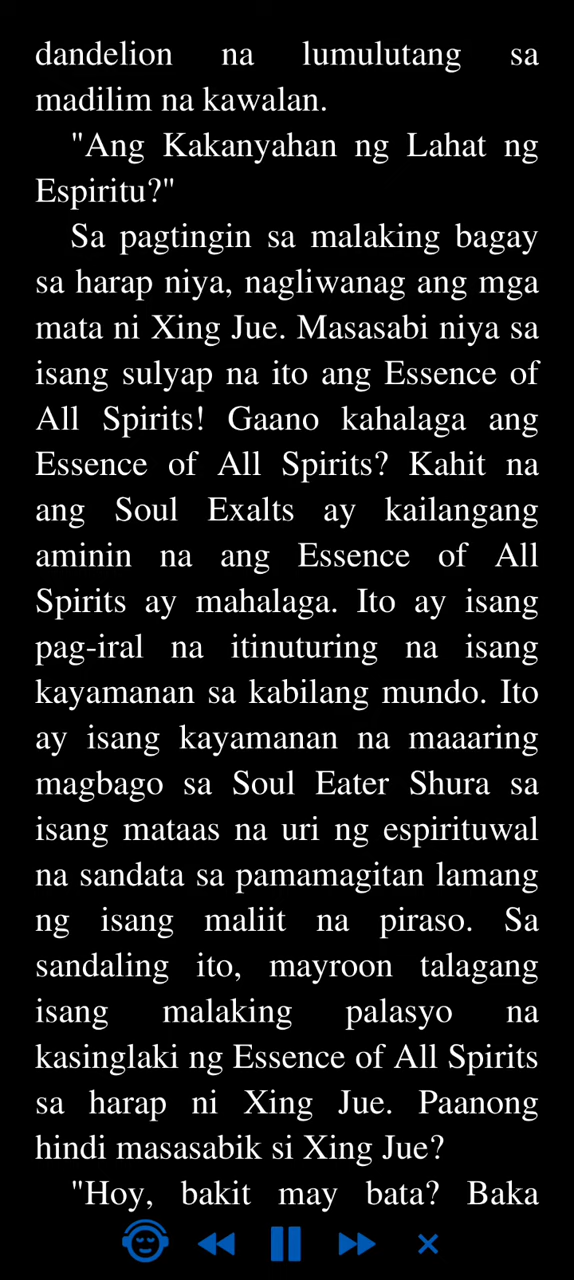 dandelion na lumulutang sa
madilim na kawalan.
"Ang Kakanyahan ng Lahat ng
Espiritu?"
Sa pagtingin sa malaking bagay
sa harap niya, nagliwanag ang mga
mata ni Xing Jue. Masasabi niya sa
isang sulyap na ito ang Essence of
All Spirits! Gaano kahalaga ang
Essence of All Spirits? Kahit na
ang Soul Exalts ay kailangang
aminin na ang Essence of All
Spirits ay mahalaga. Ito ay isang
pag-iral na itinuturing na isang
kayamanan sa kabilang mundo. Ito
ay isang kayamanan na maaaring
magbago sa Soul Eater Shura sa
isang mataas na uri ng espirituwal
na sandata sa pamamagitan lamang
ng isang maliit na piraso. Sa
sandaling ito, mayroon talagang
isang malaking palasyo na
kasinglaki ng Essence of All Spirits
sa harap ni Xing Jue. Paanong
hindi masasabik si Xing Jue?
"Hoy, bakit may bata? Baka